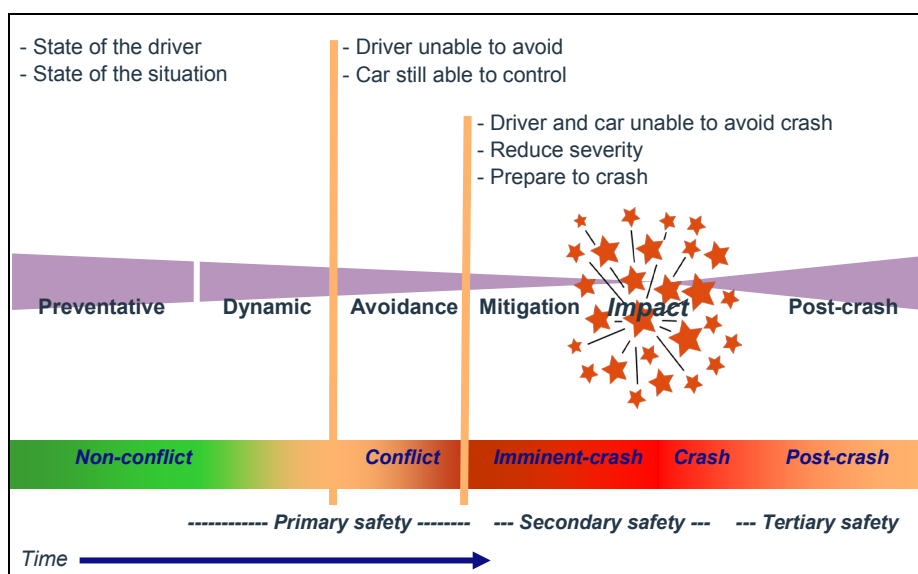 - State of the driver
- State of the situation
- Driver unable to avoid
- Car still able to control
- Driver and car unable to avoid crash
- Reduce severity
- Prepare to crash
Preventative Dynamic Avoidance Mitigation Impact Post-crash
Non-conflict Conflict Imminent-crash Crash Post-crash
------------ Primary safety -------- --- Secondary safety --- --- Tertiary safety
Time